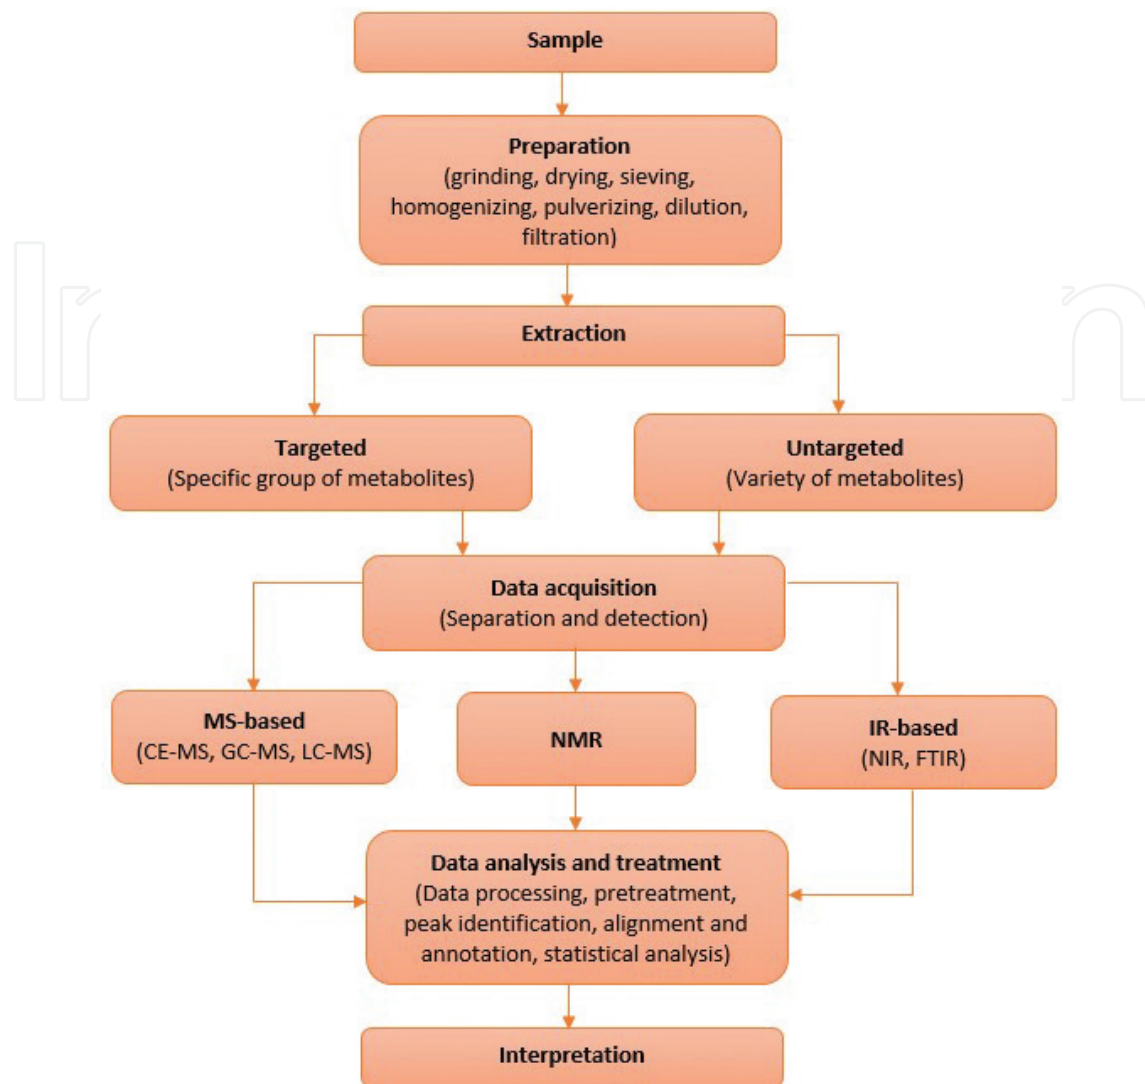 Sample
Preparation
(grinding, drying, sieving,
homogenizing, pulverizing, dilution,
filtration)
Extraction
Targeted
(Specific group of metabolites)
Untargeted
(Variety of metabolites)
Data acquisition
(Separation and detection)
MS-based
(CE-MS, GC-MS, LC-MS)
NMR
IR-based
(NIR, FTIR)
Data analysis and treatment
(Data processing, pretreatment,
peak identification, alignment and
annotation, statistical analysis)
Interpretation